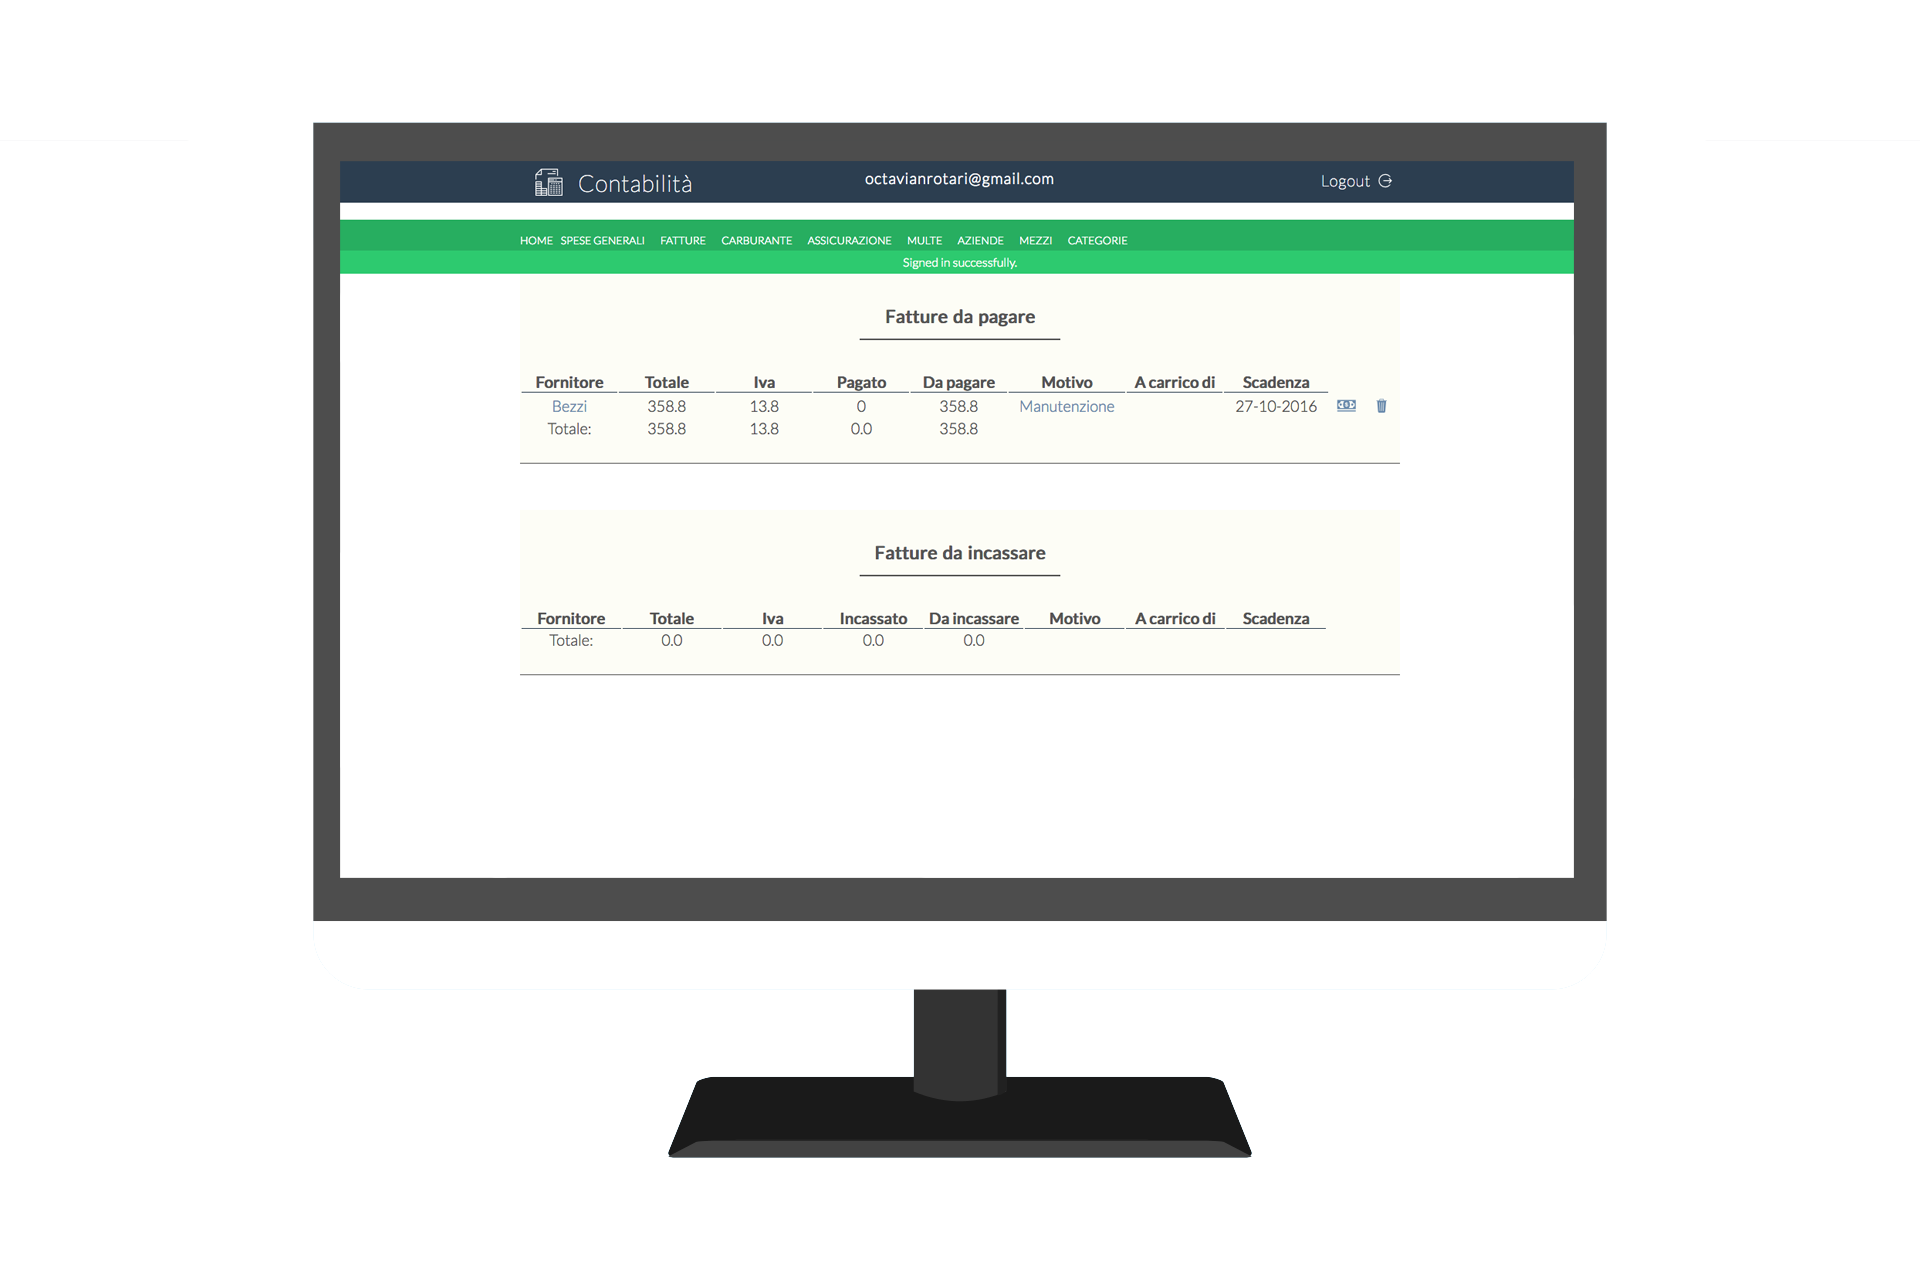 Contabilità octavianrotari@gmail.com Logout
HOME SPESE GENERALI FATTURE CARBURANTE ASSICURAZIONE MULTE AZIENDE MEZZI CATEGORIE
Signed in successfully.
Fatture da pagare
Fornitore Totale Iva Pagato Da pagare Motivo A carrico di Scadenza
Bezzi 358.8 13.8 0 358.8 Manutenzione 27-10-2016
Totale: 358.8 13.8 0.0 358.8
Fatture da incassare
Fornitore Totale Iva Incassato Da incassare Motivo A carrico di Scadenza
Totale: 0.0 0.0 0.0 0.0